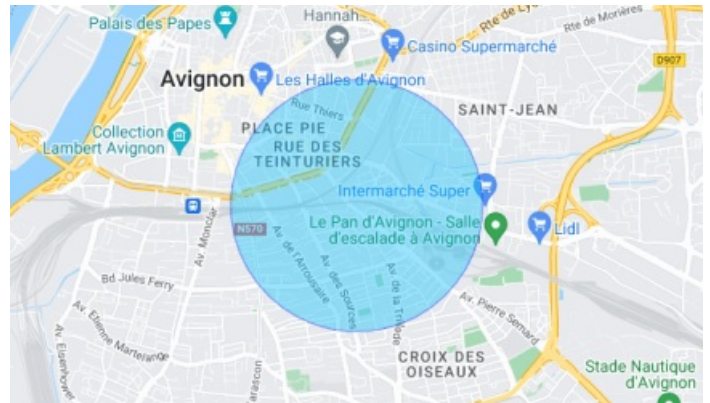 Hannah...
Palais des Papes
Rte de Ly
Rte de Morières
Casino Supermarché
D907
Avignon
Les Halles d'Avignon
Rue Thiers
SAINT-JEAN
Collection
Lambert Avignon
PLACE PIE
RUE DES
TEINTURIERS
Intermarché Super
Le Pan d'Avignon - Salle
d'escalade à Avignon
Lidl
N570
Av. Monclar
Av. de l'Arrousaire
Av. des Sources
Av. de la Trillade
Bd Jules Ferry
Av. Pierre Semard
Av. Etienne Martelange
Av. Eisenhower
arascon
CROIX DES
OISEAUX
Stade Nautique
d'Avignon